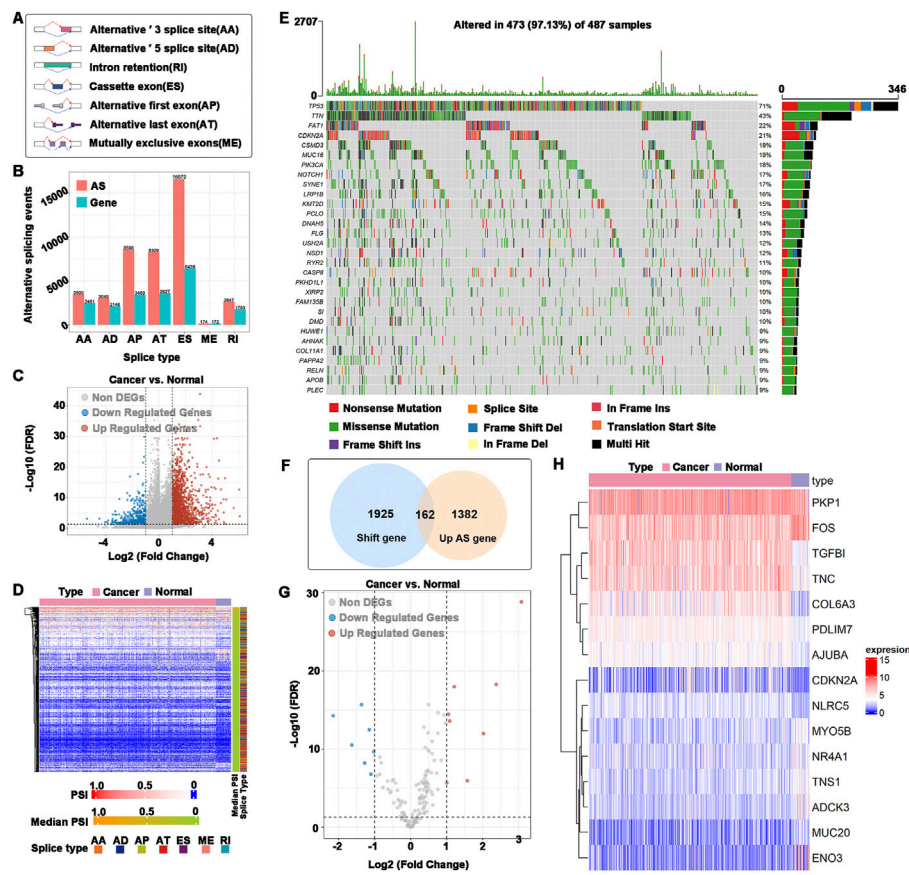 A
Alternative ' 3 splice site(AA)
Alternative ' 5 splice site(AD)
Intron retention(RI)
Cassette exon(ES)
Alternative first exon(AP)
Alternative last exon(AT)
Mutually exclusive exons(ME)
B
AS
Gene
Alternative splicing events
15000
10000
5000
0
16572
8309
174
172
AA AD AP AT ES ME RI
Splice type
C
Cancer vs. Normal
Non DEGs
Down Regulated Genes
Up Regulated Genes
-Log10 (FDR)
40
30
20
10
0
-4 -2 0 2 4 6
Log2 (Fold Change)
D
Type Cancer Normal
Median PSI
Splice Type
PSI 1.0 0.5 0
Median PSI 1.0 0.5 0
Splice type AA AD AP AT ES ME RI
E
Altered in 473 (97.13%) of 487 samples
2707
0
0 346
TP53 71%
TTN 43%
FAT1 22%
CDKN2A 21%
CSMD3 19%
MUC16 19%
PIK3CA 18%
NOTCH1 17%
SYNE1 17%
LRP1B 16%
KMT2D 15%
PCLO 15%
DNAH5 14%
FLG 13%
USH2A 12%
NSD1 12%
RYR2 11%
CASP8 10%
PKHD1L1 10%
XIRP2 10%
FAM135B 10%
SI 10%
DMD 10%
HUWE1 9%
AHNAK 9%
COL11A1 9%
PAPPA2 9%
RELN 9%
APOB 9%
PLEC 9%
Nonsense Mutation
Missense Mutation
Frame Shift Ins
Splice Site
Frame Shift Del
In Frame Del
In Frame Ins
Translation Start Site
Multi Hit
F
1925 162 1382
Shift gene Up AS gene
G
Cancer vs. Normal
Non DEGs
Down Regulated Genes
Up Regulated Genes
-Log10 (FDR)
30
20
10
0
-2 -1 0 1 2 3
Log2 (Fold Change)
H
Type Cancer Normal
type
PKP1
FOS
TGFBI
TNC
COL6A3
PDLIM7
AJUBA
CDKN2A
NLRC5
MYO5B
NR4A1
TNS1
ADCK3
MUC20
ENO3
expresion
15
10
5
0